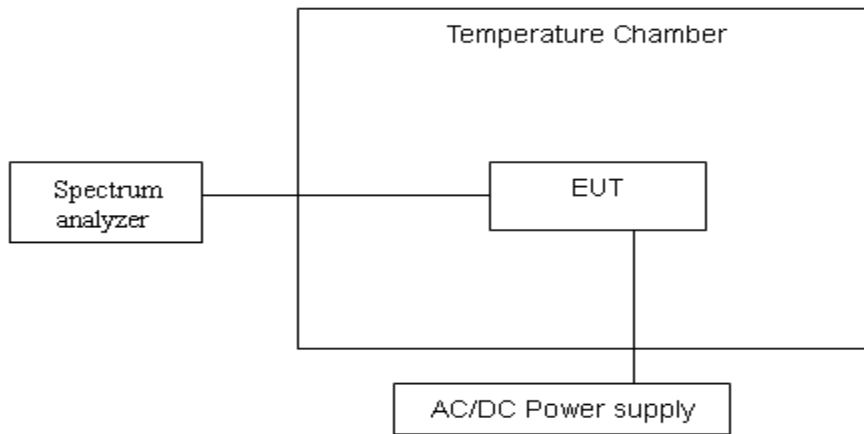 Temperature Chamber
Spectrum
analyzer
EUT
AC/DC Power supply